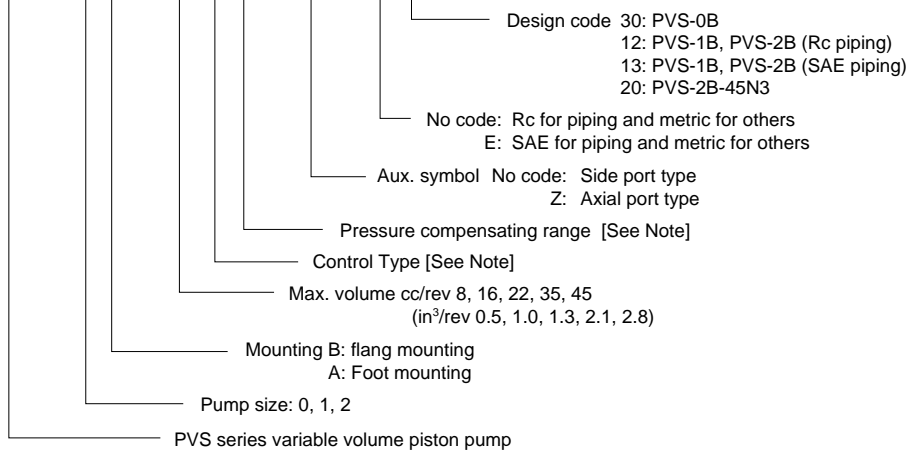 Design code 30: PVS-0B
12: PVS-1B, PVS-2B (Rc piping)
13: PVS-1B, PVS-2B (SAE piping)
20: PVS-2B-45N3
No code: Rc for piping and metric for others
E: SAE for piping and metric for others
Aux. symbol No code: Side port type
Z: Axial port type
Pressure compensating range [See Note]
Control Type [See Note]
Max. volume cc/rev 8, 16, 22, 35, 45
(in³/rev 0.5, 1.0, 1.3, 2.1, 2.8)
Mounting B: flang mounting
A: Foot mounting
Pump size: 0, 1, 2
PVS series variable volume piston pump